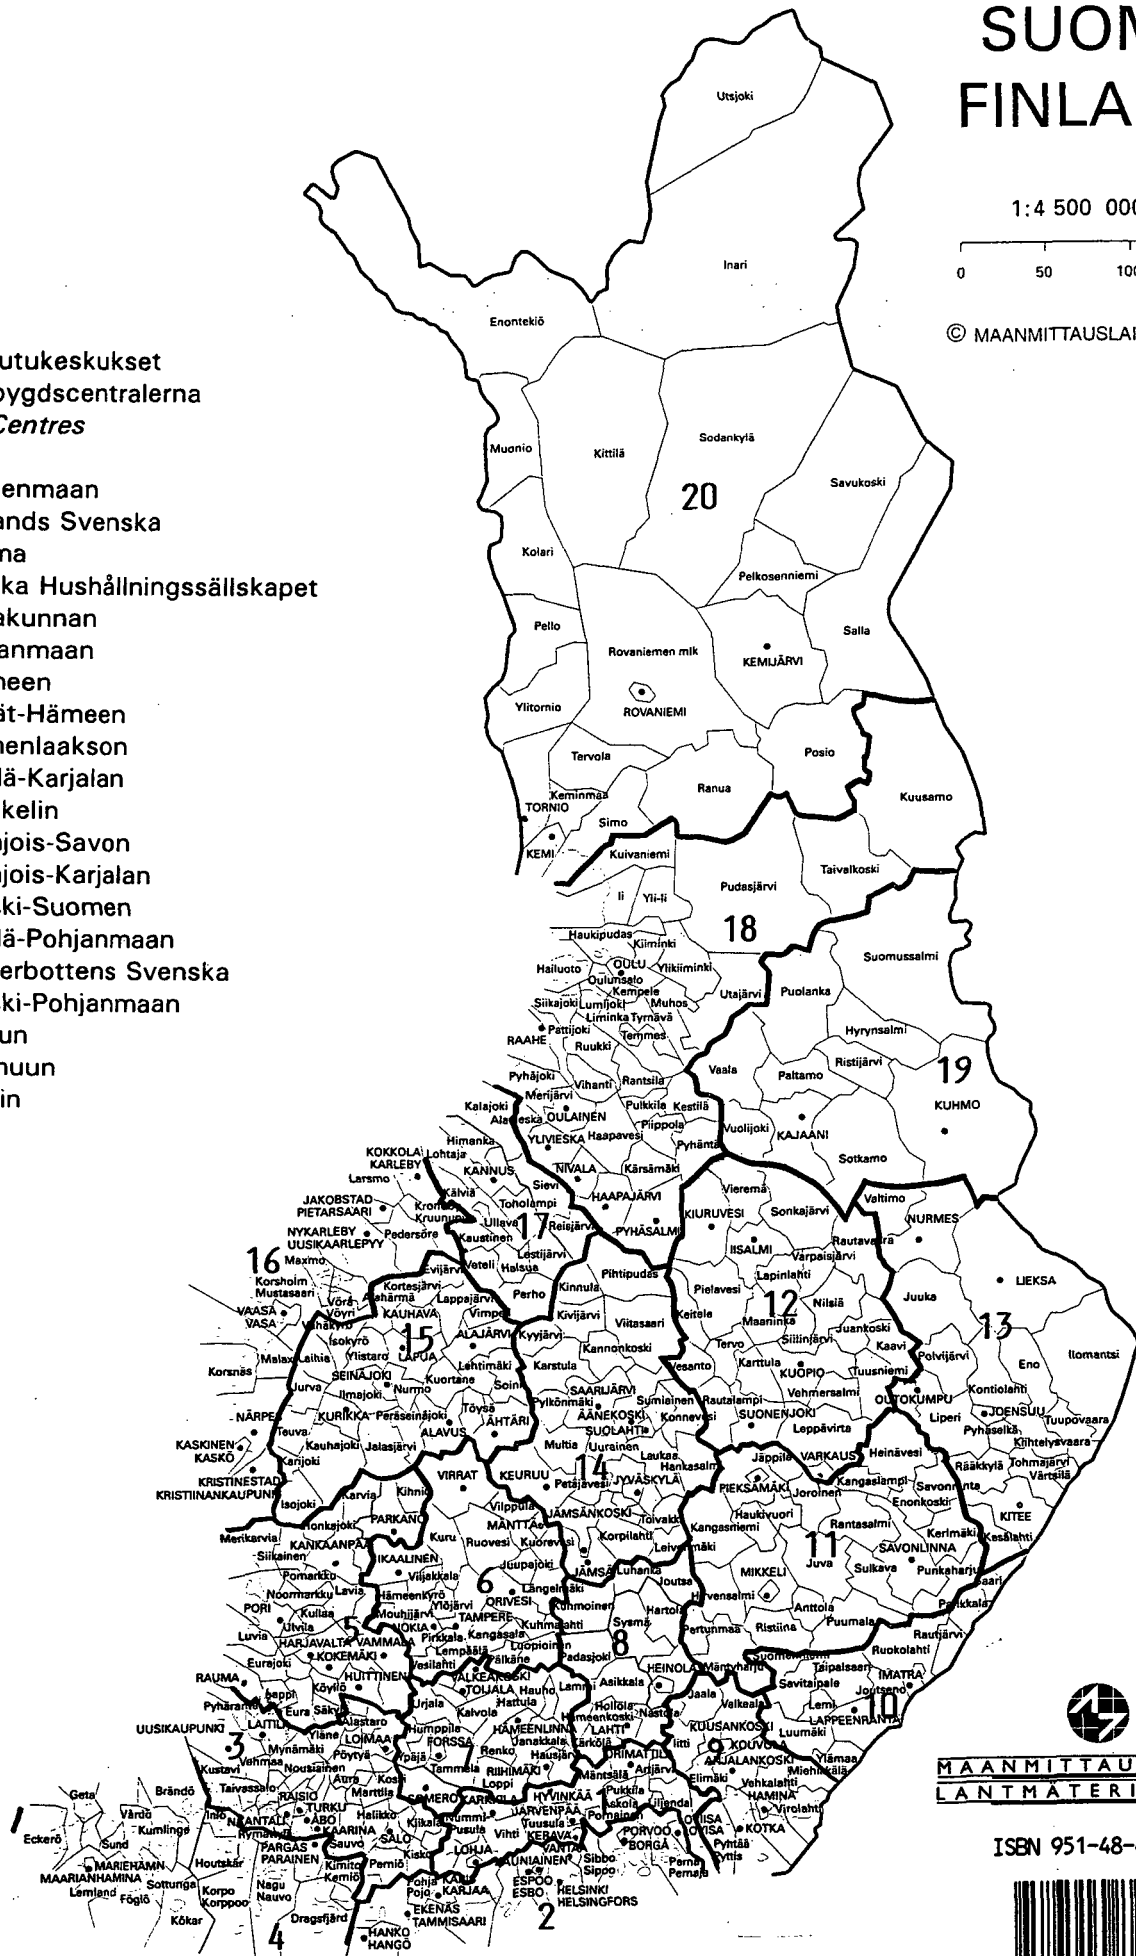 SUOM
FINLA
1:4 500 000
0 50 100
© MAANMITTAUSLAI
utukeskukset
bygdscentralerna
Centres
enmaan
ands Svenska
na
ka Hushållningssällskapet
akunnan
anmaan
neen
ät-Hämeen
nenlaakson
lä-Karjalan
kelin
jois-Savon
jois-Karjalan
ski-Suomen
lä-Pohjanmaan
erbottens Svenska
ski-Pohjanmaan
un
nuun
in
Utsjoki
Inari
Enontekiö
Muonio
Kittilä
Sodankylä
Savukoski
20
Kolari
Pelkosenniemi
Pello
Rovaniemen mlk
KEMIJÄRVI
Salla
Ylitornio
ROVANIEMI
Tervola
Posio
Ranua
Kuusamo
Keminmaa
TORNIO
Simo
KEMI
Kuivaniemi
Taivalkoski
Pudasjärvi
Ii
Yli-Ii
18
Haukipudas
Kiiminki
Suomussalmi
Hailuoto
OULU
Ylikiiminki
Oulunsalo
Kempele
Utajärvi
Puolanka
Siikajoki
Lumijoki
Muhos
Liminka
Tyrnävä
Pattijoki
Temmes
Hyrynsalmi
RAAHE
Ruukki
Ristijärvi
19
Vaala
Paltamo
Pyhäjoki
Vihanti
Rantsila
Merijärvi
KUHMO
Kalajoki
Pulkkila
Kestilä
OULAINEN
Piippola
Vuolijoki
KAJAANI
YLIVIESKA
Haapavesi
Pyhäntä
Himanka
Sotkamo
KOKKOLA
KARLEBY
Lohtaja
KANNUS
NIVALA
Kärsämäki
Larsmo
Sievi
Vieremä
Valtimo
Kälviä
HAAPAJÄRVI
JAKOBSTAD
PIETARSAARI
Toholampi
KIURUVESI
Sonkajärvi
NURMES
Kruunupy
Ullava
17
Reisjärvi
PYHÄSALMI
NYKARLEBY
UUSIKAARLEPYY
Pedersöre
Kaustinen
IISALMI
Lestijärvi
Varpaisjärvi
16
Maxmo
Veteli
Halsua
Pihtipudas
Lapinlahti
LIEKSA
Korsholm
Mustasaari
Evijärvi
Kortesjärvi
Perho
Kinnula
Pielavesi
Juuka
Vörå
Vöyri
Lappajärvi
Keitele
12
Nilsiä
VAASA
VASA
KAUHAVA
Kivijärvi
Viitasaari
Maaninka
13
Juankoski
15
ALAJÄRVI
Kyyjärvi
Siilinjärvi
Isokyrö
Kannonkoski
Tervo
Kaavi
Ilomantsi
Malax
Laihia
Ylistaro
LAPUA
Lehtimäki
Karstula
Vesanto
Karttula
KUOPIO
Polvijärvi
Eno
Korsnäs
SEINÄJOKI
Kuortane
Tuusniemi
Jurva
Ilmajoki
Nurmo
SAARIJÄRVI
Vehmersalmi
Kontiolahti
Sumiainen
Rautalampi
OUTOKUMPU
Pylkönmäki
ÄÄNEKOSKI
SUONENJOKI
JOENSUU
NÄRPES
KURIKKA
Peräseinäjoki
Töysä
ÄHTÄRI
Konnevesi
Liperi
Tuupovaara
Teuva
SUOLAHTI
Leppävirta
Pyhäselkä
ALAVUS
KASKINEN
KASKÖ
Kauhajoki
Jalasjärvi
Multia
Uurainen
Laukaa
Kiihtelysvaara
VARKAUS
Heinävesi
Karijoki
Hankasalmi
Jäppilä
Rääkkylä
Tohmajärvi
KRISTINESTAD
KRISTIINANKAUPUNKI
VIRRAT
KEURUU
14
Värtsilä
Petäjävesi
JYVÄSKYLÄ
PIEKSÄMÄKI
Joroinen
Kangaslampi
Savonranta
Isojoki
Karvia
Kihniö
Enonkoski
KITEE
Vilppula
JÄMSÄNKOSKI
Toivakka
Haukivuori
Merikarvia
Honkajoki
PARKANO
MÄNTTÄ
Kangasniemi
Rantasalmi
Kerimäki
Kesälahti
KANKAANPÄÄ
Kuru
Ruovesi
Kuorevesi
Korpilahti
Leivonmäki
11
SAVONLINNA
Siikainen
IKAALINEN
Juupajoki
JÄMSÄ
Luhanka
MIKKELI
Juva
Sulkava
Punkaharju
Pomarkku
Viljakkala
6
Längelmäki
Joutsa
Saari
Noormarkku
Lavia
Hämeenkyrö
ORIVESI
Kuhmoinen
Hirvensalmi
Parikkala
Anttola
PORI
Kullaa
Ylöjärvi
Hartola
Ulvila
Mouhijärvi
TAMPERE
Kuhmalahti
Sysmä
Puumala
Luvia
5
NOKIA
Pirkkala
Kangasala
Pertunmaa
Ristiina
Rautjärvi
HARJAVALTA
VAMMALA
Lempäälä
Luopioinen
8
Ruokolahti
Eurajoki
KOKEMÄKI
Vesilahti
Pälkäne
Padasjoki
HEINOLA
Mäntyharju
Suomenniemi
Taipalsaari
IMATRA
RAUMA
HUITTINEN
VALKEAKOSKI
Lammi
Asikkala
Savitaipale
Joutseno
Köyliö
TOIJALA
Hauho
Lappi
Urjala
Hattula
Jaala
Valkeala
Lemi
10
Pyhäranta
Eura
Säkylä
Kalvola
Hollola
Nastola
LAPPEENRANTA
UUSIKAUPUNKI
LAITILA
Alastaro
Humppila
HÄMEENLINNA
Hämeenkoski
LAHTI
KUUSANKOSKI
Luumäki
3
Yläne
LOIMAA
FORSSA
Janakkala
Kärkölä
Iitti
9
KOUVOLA
Mynämäki
Pöytyä
Ypäjä
Renko
Hausjärvi
ORIMATTILA
ANJALANKOSKI
Ylämaa
Kustavi
Vehmaa
Nousiainen
Tammela
RIIHIMÄKI
Artjärvi
Elimäki
Miehikkälä
Geta
Brändö
Taivassalo
Aura
Koski
Loppi
Mäntsälä
Vehkalahti
RAISIO
Marttila
SOMERO
KARKKILA
HYVINKÄÄ
Pukkila
HAMINA
Vårdö
Iniö
TURKU
ÅBO
Halikko
Nummi-
Pusula
JÄRVENPÄÄ
Askola
Liljendal
Virolahti
Eckerö
Kumlinge
NAANTALI
KAARINA
Kiikala
Tuusula
Pornainen
LOVIISA
Sund
Rymättylä
SALO
Vihti
KERAVA
PORVOO
BORGÅ
KOTKA
MARIEHAMN
MAARIANHAMINA
Houtskär
PARGAS
PARAINEN
Sauvo
Kisko
LOHJA
VANTAA
Sibbo
Sipoo
Pyhtää
Pyttis
Lemland
Sottunga
Kimito
Kemiö
Perniö
KAUNIAINEN
Pernå
Pernaja
Föglö
Korpo
Korppoo
Nagu
Nauvo
Pohja
Pojo
KARIS
KARJAA
ESPOO
ESBO
HELSINKI
HELSINGFORS
Kökar
Dragsfjärd
EKENÄS
TAMMISAARI
2
4
HANKO
HANGÖ
MAANMITTAU
LANTMÄTERI
ISBN 951-48-